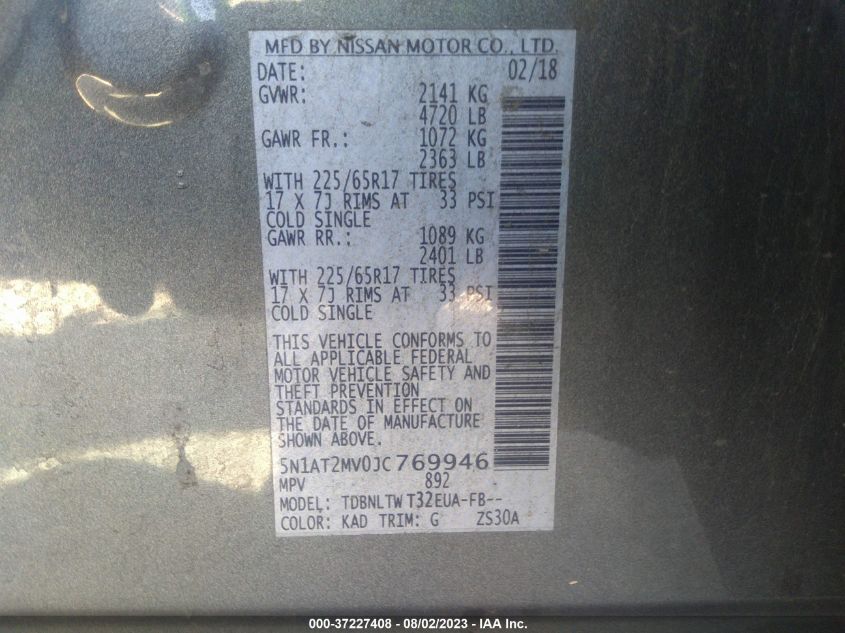 MFD BY NISSAN MOTOR CO., LTD.
DATE: 02/18
GVWR: 2141 KG
4720 LB
GAWR FR.: 1072 KG
2363 LB
WITH 225/65R17 TIRES
17 X 7J RIMS AT 33 PSI
COLD SINGLE
GAWR RR.: 1089 KG
2401 LB
WITH 225/65R17 TIRES
17 X 7J RIMS AT 33 PSI
COLD SINGLE
THIS VEHICLE CONFORMS TO
ALL APPLICABLE FEDERAL
MOTOR VEHICLE SAFETY AND
THEFT PREVENTION
STANDARDS IN EFFECT ON
THE DATE OF MANUFACTURE
SHOWN ABOVE.
5N1AT2MV0JC769946
MPV 892
MODEL: TDBNLTW T32EUA-FB--
COLOR: KAD TRIM: G ZS30A
000-37227408 - 08/02/2023 - IAA Inc.